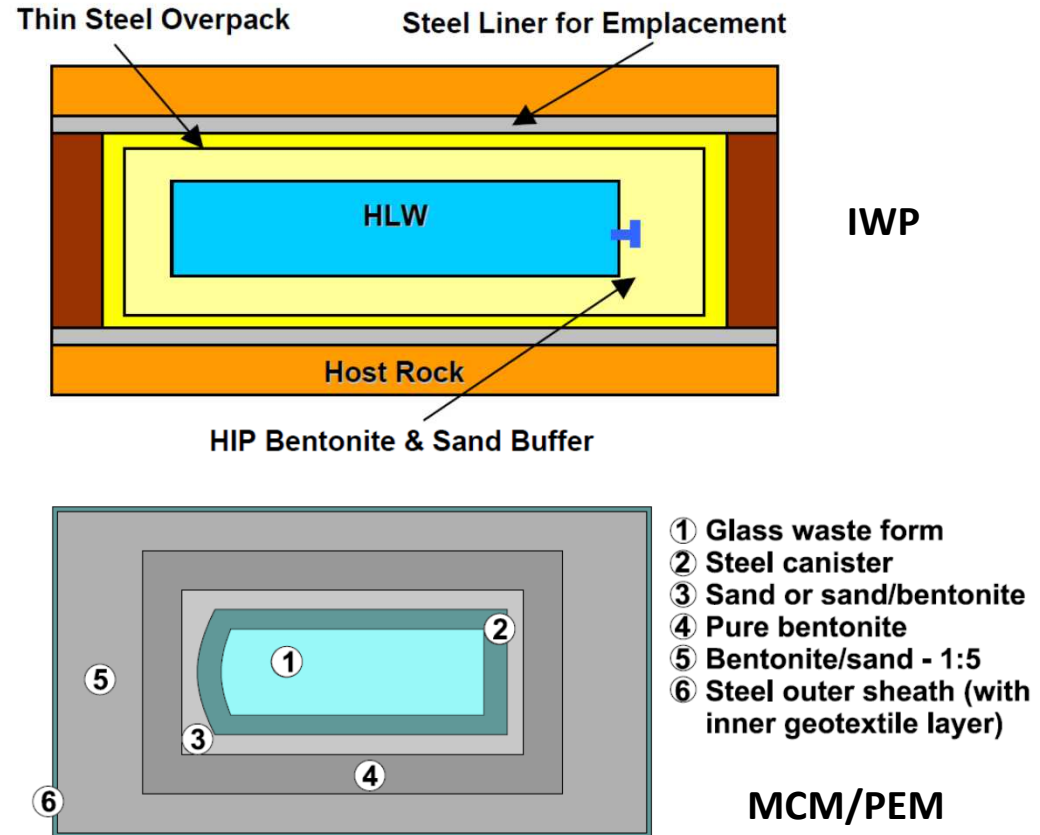 Thin Steel Overpack
Steel Liner for Emplacement
HLW
IWP
Host Rock
HIP Bentonite & Sand Buffer
① Glass waste form
② Steel canister
③ Sand or sand/bentonite
④ Pure bentonite
⑤ Bentonite/sand - 1:5
⑥ Steel outer sheath (with
inner geotextile layer)
①
②
③
④
⑤
⑥
MCM/PEM